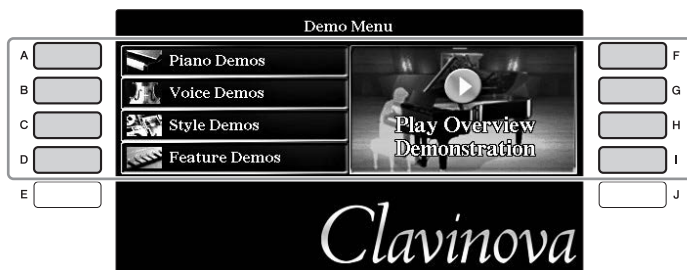 Demo Menu
A
Piano Demos
F
B
Voice Demos
G
C
Style Demos
Play Overview
H
D
Feature Demos
Demonstration
I
E
J
Clavinova